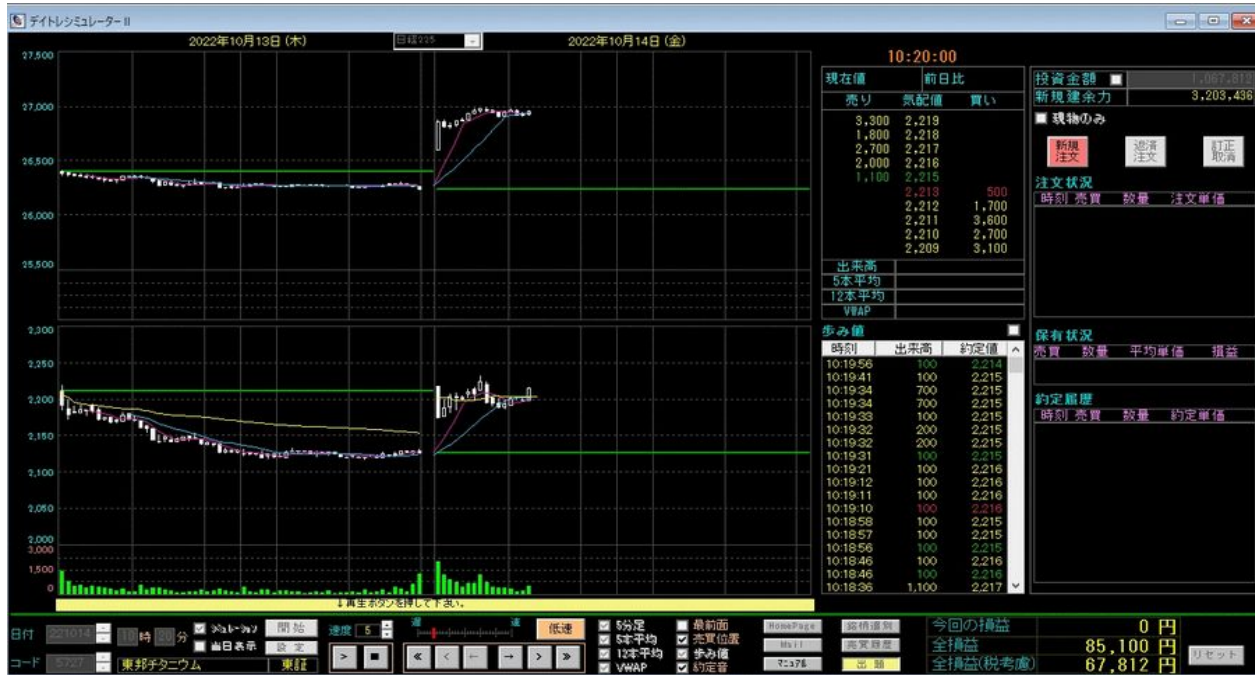 デイトレシミュレーターⅡ
2022年10月13日 (木) 日経225 2022年10月14日 (金)
27,500
27,000
26,500
26,000
25,500
2,300
2,250
2,200
2,150
2,100
2,050
2,000
3,000
1,500
0
↓再生ボタンを押して下さい。
10:20:00
現在値 前日比
売り 気配値 買い
3,300 2,219
1,800 2,218
2,700 2,217
2,000 2,216
1,100 2,215
2,213 500
2,212 1,700
2,211 3,600
2,210 2,700
2,209 3,100
出来高
5本平均
12本平均
VWAP
歩み値
時刻 出来高 約定値
10:19:56 100 2,214
10:19:41 100 2,215
10:19:34 700 2,215
10:19:34 700 2,215
10:19:33 100 2,215
10:19:32 200 2,215
10:19:32 200 2,215
10:19:31 100 2,215
10:19:21 100 2,216
10:19:12 100 2,216
10:19:11 100 2,216
10:19:10 100 2,216
10:18:58 100 2,215
10:18:57 100 2,215
10:18:56 100 2,215
10:18:46 100 2,216
10:18:46 100 2,216
10:18:36 1,100 2,217
投資金額 1,067,812
新規建余力 3,203,436
現物のみ
新規注文 返済注文 訂正取消
注文状況
時刻 売買 数量 注文単価
保有状況
売買 数量 平均単価 損益
約定履歴
時刻 売買 数量 約定単価
日付 221014 10 時 20 分 シミュレーション 開始
当日表示 設定
コード 5727 東邦チタニウム 東証
速度 5 遅 速 低速
> ■ « < ← → > »
5分足 最前面
5本平均 売買位置
12本平均 歩み値
VWAP 約定音
HomePage 銘柄選別
Mail 売買履歴
マニュアル 出題
今回の損益 0 円
全損益 85,100 円
全損益(税考慮) 67,812 円
リセット